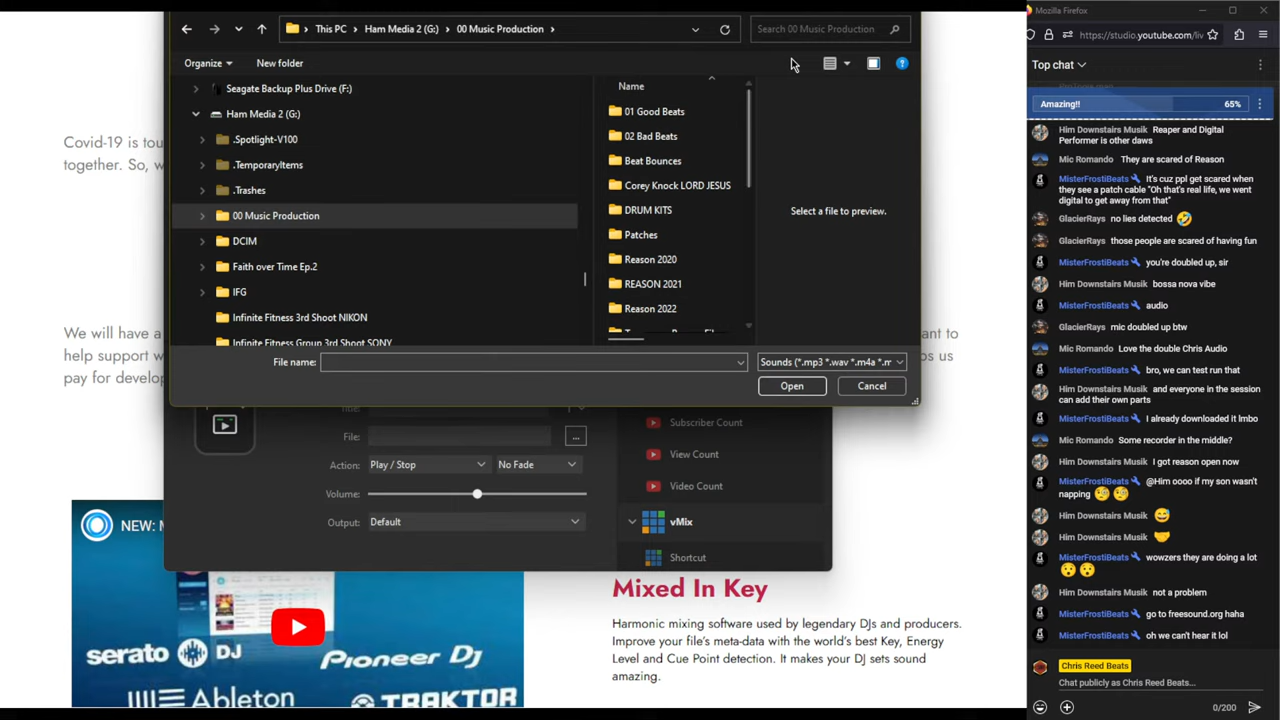 This PC > Ham Media 2 (G:) > 00 Music Production >
Search 00 Music Production
Organize
New folder
Seagate Backup Plus Drive (F:)
Ham Media 2 (G:)
.Spotlight-V100
.TemporaryItems
.Trashes
00 Music Production
DCIM
Faith over Time Ep.2
IFG
Infinite Fitness 3rd Shoot NIKON
Infinite Fitness Group 3rd Shoot SONY
Name
01 Good Beats
02 Bad Beats
Beat Bounces
Corey Knock LORD JESUS
DRUM KITS
Patches
Reason 2020
REASON 2021
Reason 2022
Select a file to preview.
File name:
Sounds (*.mp3 *.wav *.m4a *.m
Open
Cancel
Covid-19 is tou
together. So, w
We will have a
help support w
pay for develop
ant to
ps us
Title:
File:
...
Action:
Play / Stop
No Fade
Volume:
Output:
Default
Subscriber Count
View Count
Video Count
vMix
Shortcut
NEW: M
serato DJ
Pioneer Dj
Ableton
TRAKTOR
Mixed In Key
Harmonic mixing software used by legendary DJs and producers.
Improve your file's meta-data with the world's best Key, Energy
Level and Cue Point detection. It makes your DJ sets sound
amazing.
Mozilla Firefox
https://studio.youtube.com/liv
Top chat
Amazing!! 65%
Him Downstairs Musik Reaper and Digital
Performer is other daws
Mic Romando They are scared of Reason
MisterFrostiBeats It's cuz ppl get scared when
they see a patch cable "Oh that's real life, we went
digital to get away from that"
GlacierRays no lies detected 🤣
GlacierRays those people are scared of having fun
MisterFrostiBeats you're doubled up, sir
Him Downstairs Musik bossa nova vibe
MisterFrostiBeats audio
GlacierRays mic doubled up btw
Mic Romando Love the double Chris Audio
MisterFrostiBeats bro, we can test run that
Him Downstairs Musik and everyone in the session
can add their own parts
MisterFrostiBeats I already downloaded it lmbo
Mic Romando Some recorder in the middle?
Him Downstairs Musik I got reason open now
MisterFrostiBeats @Him oooo if my son wasn't
napping 🧐 🧐
Him Downstairs Musik 😅
Him Downstairs Musik 🤝
MisterFrostiBeats wowzers they are doing a lot
😯 😯
Him Downstairs Musik not a problem
MisterFrostiBeats go to freesound.org haha
MisterFrostiBeats oh we can't hear it lol
Chris Reed Beats
Chat publicly as Chris Reed Beats...
0/200